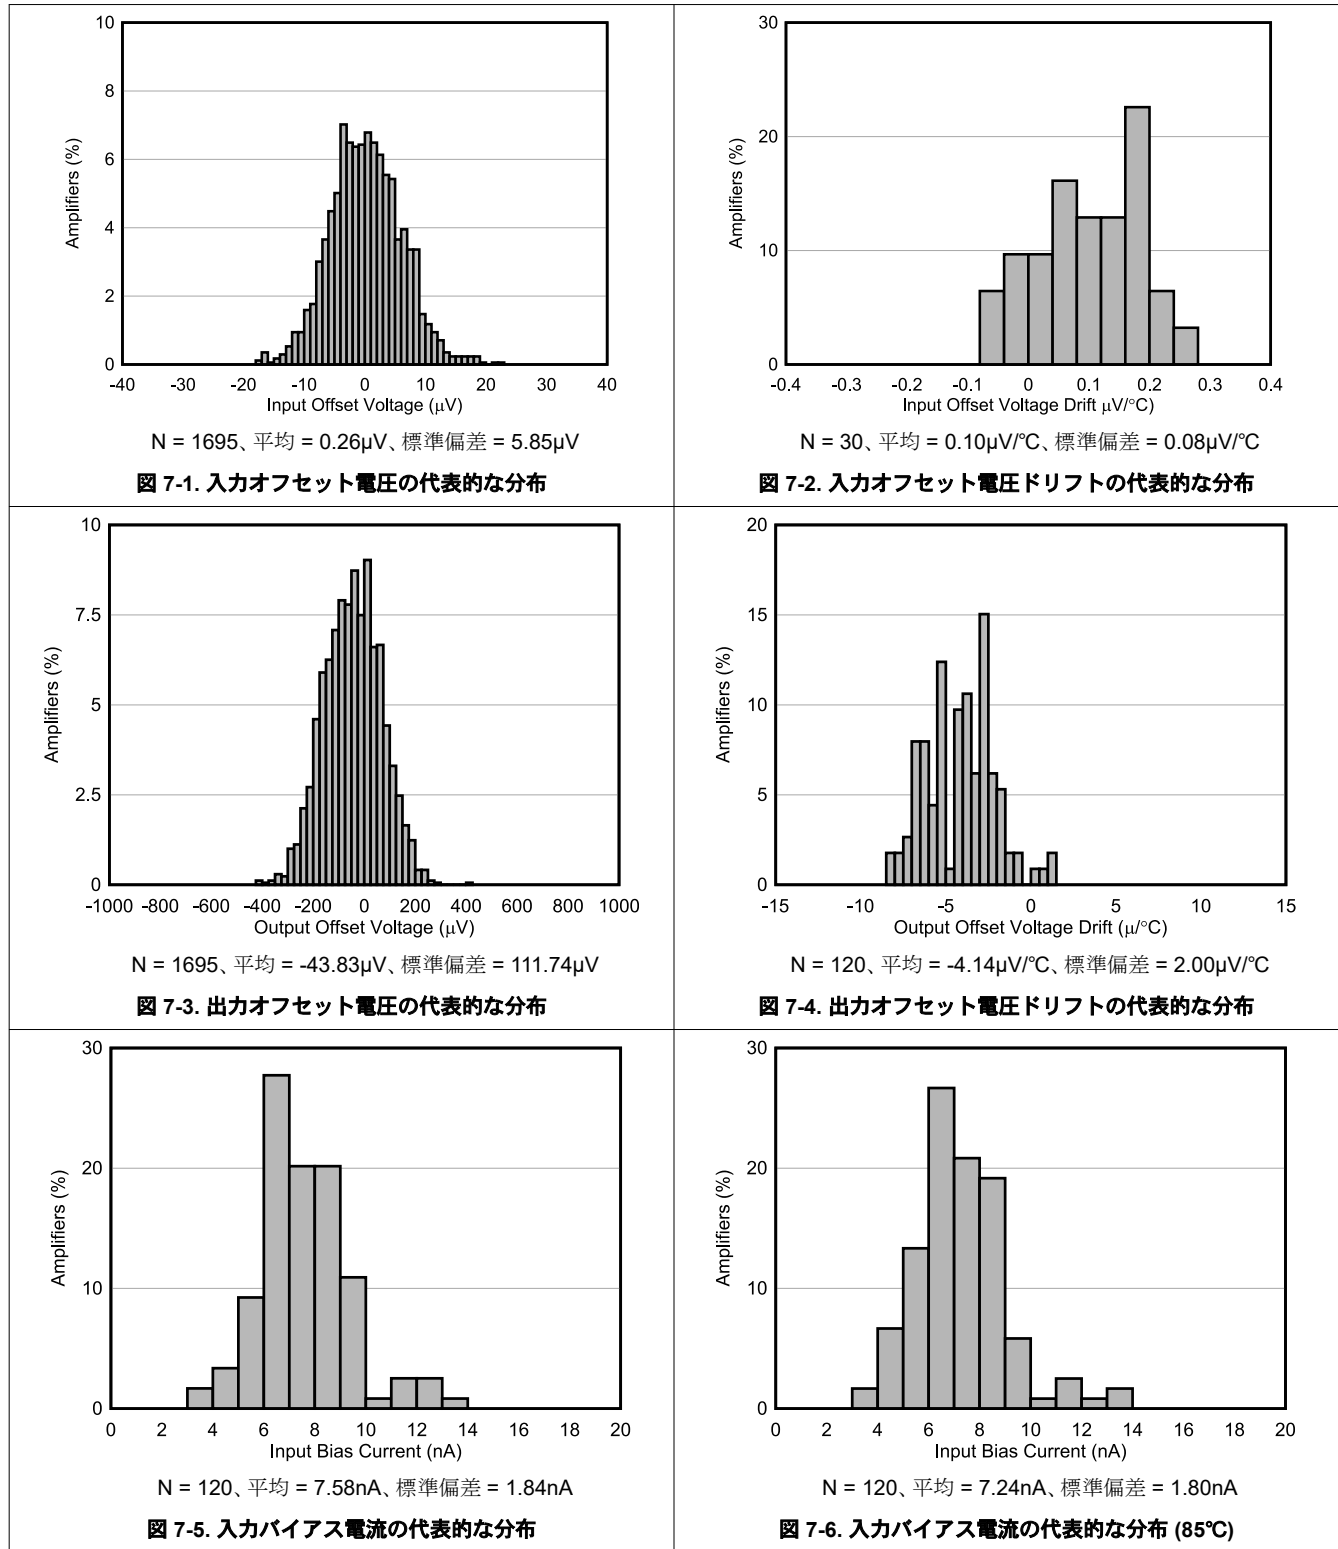 10
8
6
4
2
0
Amplifiers (%)
-40 -30 -20 -10 0 10 20 30 40
Input Offset Voltage (μV)
N = 1695、平均 = 0.26μV、標準偏差 = 5.85μV
図 7-1. 入力オフセット電圧の代表的な分布
30
20
10
0
Amplifiers (%)
-0.4 -0.3 -0.2 -0.1 0 0.1 0.2 0.3 0.4
Input Offset Voltage Drift μV/°C)
N = 30、平均 = 0.10μV/℃、標準偏差 = 0.08μV/℃
図 7-2. 入力オフセット電圧ドリフトの代表的な分布
10
7.5
5
2.5
0
Amplifiers (%)
-1000 -800 -600 -400 -200 0 200 400 600 800 1000
Output Offset Voltage (μV)
N = 1695、平均 = -43.83μV、標準偏差 = 111.74μV
図 7-3. 出力オフセット電圧の代表的な分布
20
15
10
5
0
Amplifiers (%)
-15 -10 -5 0 5 10 15
Output Offset Voltage Drift (μ/°C)
N = 120、平均 = -4.14μV/℃、標準偏差 = 2.00μV/℃
図 7-4. 出力オフセット電圧ドリフトの代表的な分布
30
20
10
0
Amplifiers (%)
0 2 4 6 8 10 12 14 16 18 20
Input Bias Current (nA)
N = 120、平均 = 7.58nA、標準偏差 = 1.84nA
図 7-5. 入力バイアス電流の代表的な分布
30
20
10
0
Amplifiers (%)
0 2 4 6 8 10 12 14 16 18 20
Input Bias Current (nA)
N = 120、平均 = 7.24nA、標準偏差 = 1.80nA
図 7-6. 入力バイアス電流の代表的な分布 (85℃)